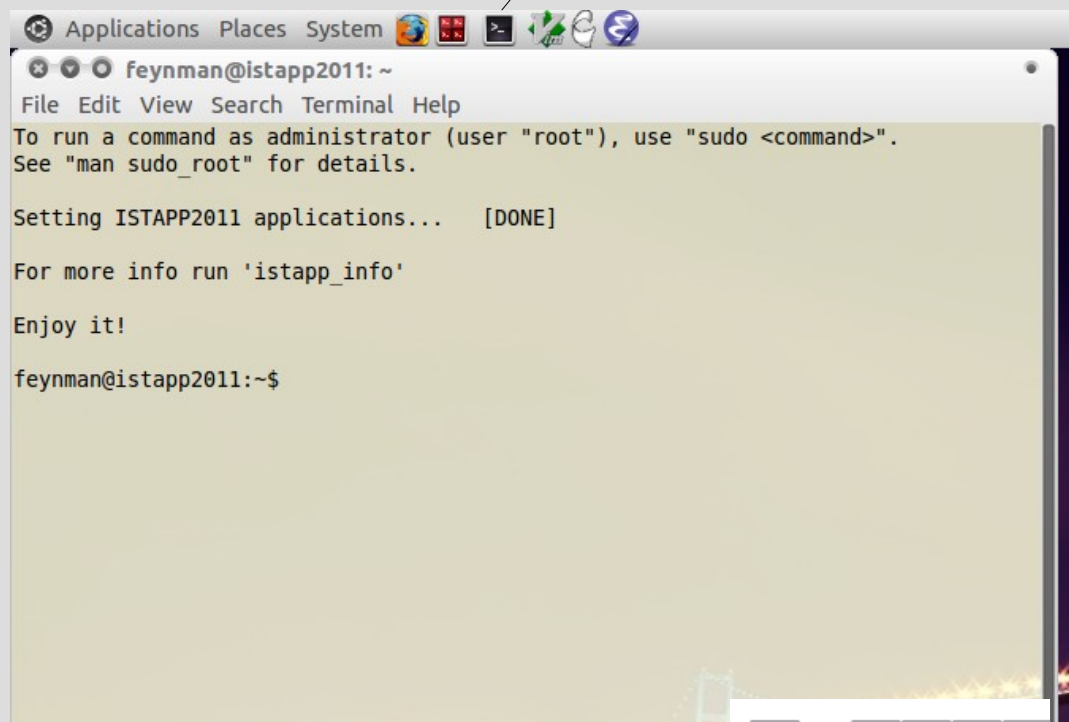 Applications Places System
feynman@istapp2011: ~
File Edit View Search Terminal Help
To run a command as administrator (user "root"), use "sudo <command>".
See "man sudo_root" for details.
Setting ISTAPP2011 applications... [DONE]
For more info run 'istapp_info'
Enjoy it!
feynman@istapp2011:~$